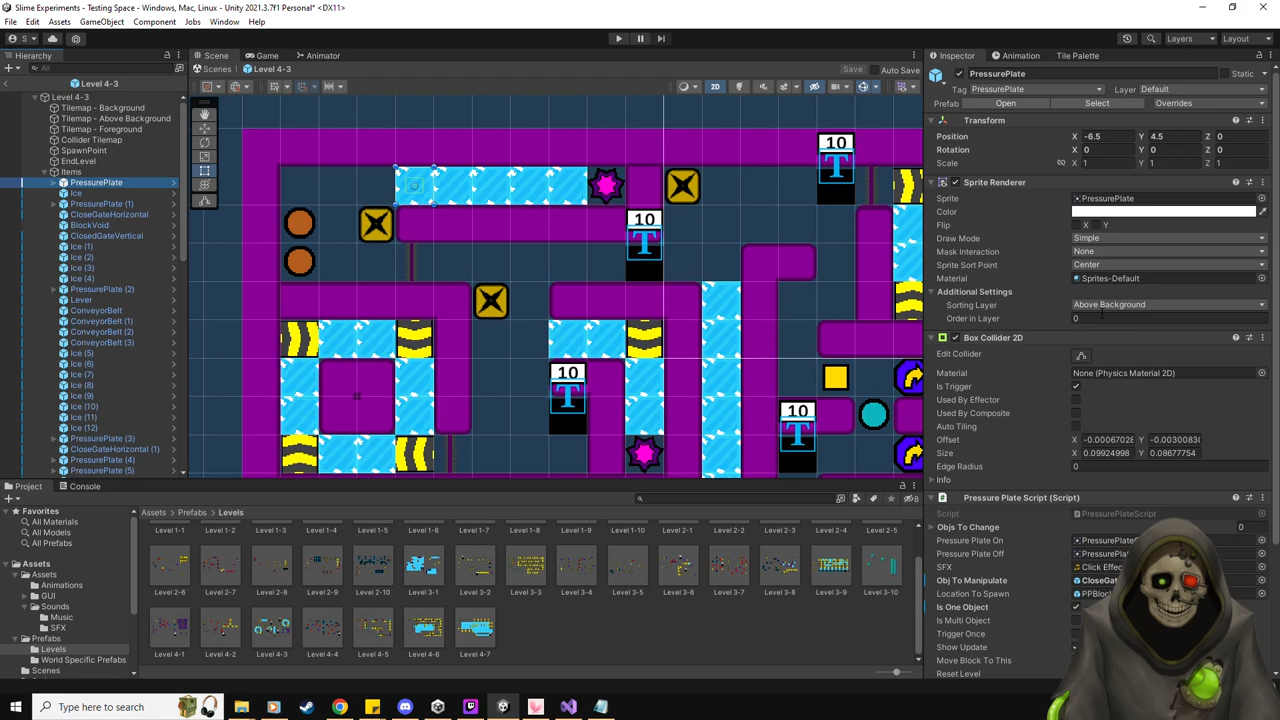 Slime Experiments - Testing Space - Windows, Mac, Linux - Unity 2021.3.7f1 Personal* <DX11>
File Edit Assets GameObject Component Jobs Window Help
S
Layers Layout
Hierarchy
All
Level 4-3
Level 4-3
Tilemap - Background
Tilemap - Above Background
Tilemap - Foreground
Collider Tilemap
SpawnPoint
EndLevel
Items
PressurePlate
Ice
PressurePlate (1)
CloseGateHorizontal
BlockVoid
ClosedGateVertical
Ice (1)
Ice (2)
Ice (3)
Ice (4)
PressurePlate (2)
Lever
ConveyorBelt
ConveyorBelt (1)
ConveyorBelt (2)
ConveyorBelt (3)
Ice (5)
Ice (6)
Ice (7)
Ice (8)
Ice (9)
Ice (10)
Ice (11)
Ice (12)
PressurePlate (3)
CloseGateHorizontal (1)
PressurePlate (4)
PressurePlate (5)
Scene Game Animator
Scenes Level 4-3
Save Auto Save
2D
10
T
10
T
10
T
10
T
Inspector Animation Tile Palette
PressurePlate Static
Tag PressurePlate Layer Default
Prefab Open Select Overrides
Transform
Position X -6.5 Y 4.5 Z 0
Rotation X 0 Y 0 Z 0
Scale X 1 Y 1 Z 1
Sprite Renderer
Sprite PressurePlate
Color
Flip X Y
Draw Mode Simple
Mask Interaction None
Sprite Sort Point Center
Material Sprites-Default
Additional Settings
Sorting Layer Above Background
Order in Layer 0
Box Collider 2D
Edit Collider
Material None (Physics Material 2D)
Is Trigger
Used By Effector
Used By Composite
Auto Tiling
Offset X -0.00067028 Y -0.0030083
Size X 0.09924998 Y 0.08677754
Edge Radius 0
Info
Pressure Plate Script (Script)
Script PressurePlateScript
Objs To Change 0
Pressure Plate On
Pressure Plate Off
SFX Click Effe
Obj To Manipulate CloseGat
Location To Spawn PPBloc
Is One Object
Is Multi Object
Trigger Once
Show Update
Move Block To This
Reset Level
Project Console
8
Favorites
All Materials
All Models
All Prefabs
Assets
Animations
GUI
Sounds
Music
SFX
Prefabs
Levels
World Specific Prefabs
Scenes
Assets > Prefabs > Levels
Level 1-1 Level 1-2 Level 1-3 Level 1-4 Level 1-5 Level 1-6 Level 1-7 Level 1-8 Level 1-9 Level 1-10 Level 2-1 Level 2-2 Level 2-3 Level 2-4 Level 2-5
Level 2-6 Level 2-7 Level 2-8 Level 2-9 Level 2-10 Level 3-1 Level 3-2 Level 3-3 Level 3-4 Level 3-5 Level 3-6 Level 3-7 Level 3-8 Level 3-9 Level 3-10
Level 4-1 Level 4-2 Level 4-3 Level 4-4 Level 4-5 Level 4-6 Level 4-7
Type here to search